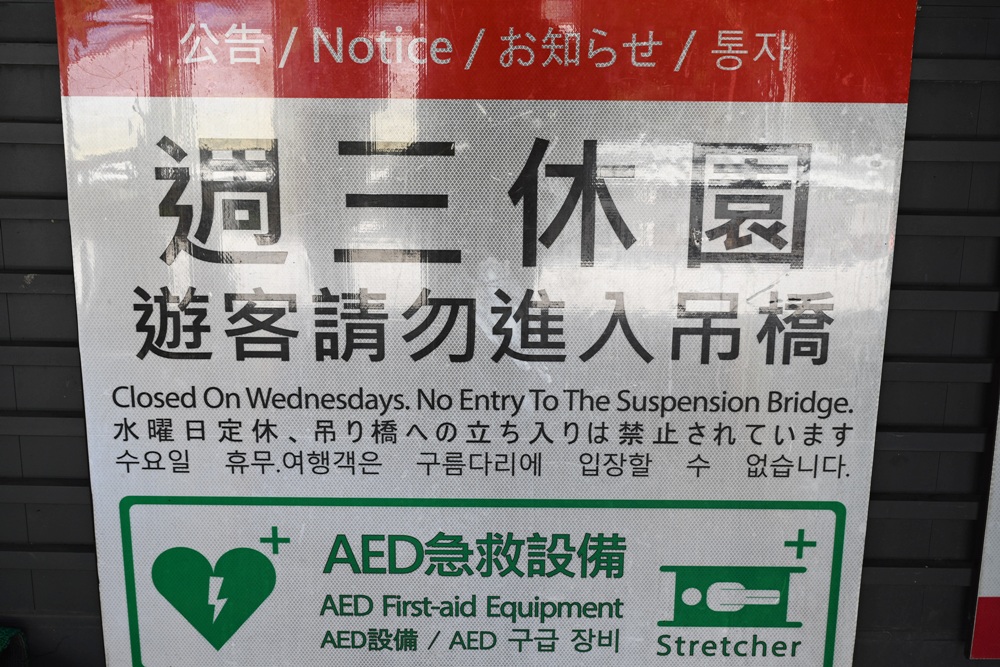 公告 / Notice / お知らせ / 통자
週三休園
遊客請勿進入吊橋
Closed On Wednesdays. No Entry To The Suspension Bridge.
水曜日定休、吊り橋への立ち入りは禁止されています
수요일 휴무.여행객은 구름다리에 입장할 수 없습니다.
AED急救設備
AED First-aid Equipment
AED設備 / AED 구급 장비
Stretcher